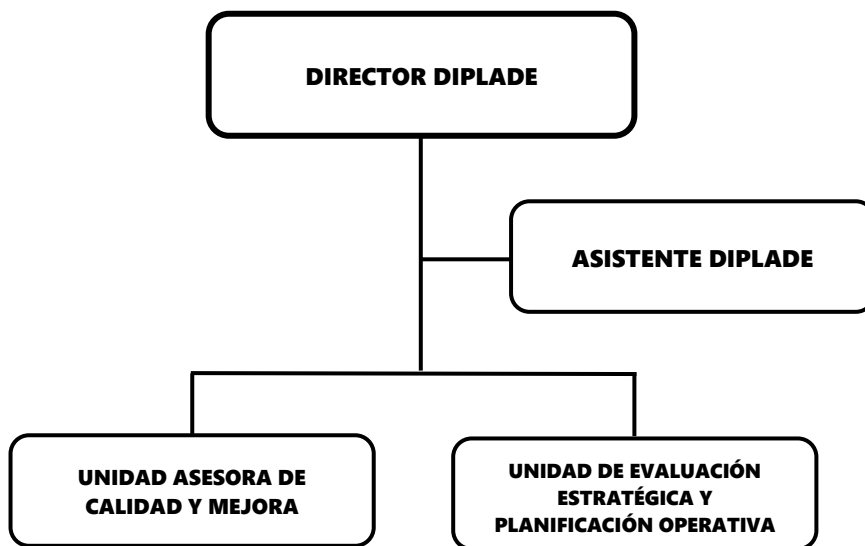 DIRECTOR DIPLADE
ASISTENTE DIPLADE
UNIDAD ASESORA DE
CALIDAD Y MEJORA
UNIDAD DE EVALUACIÓN
ESTRATÉGICA Y
PLANIFICACIÓN OPERATIVA